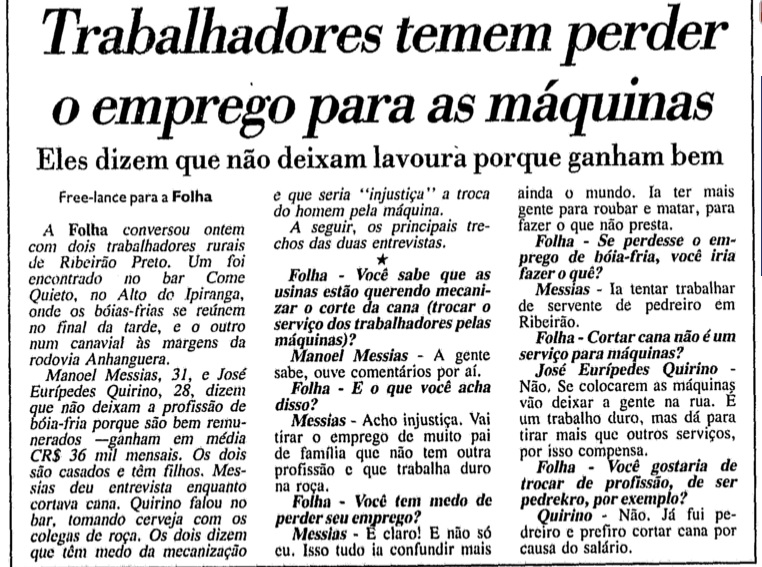 Trabalhadores temem perder
o emprego para as máquinas
Eles dizem que não deixam lavoura porque ganham bem
Free-lance para a Folha
A Folha conversou ontem
com dois trabalhadores rurais
de Ribeirão Preto. Um foi
encontrado no bar Come
Quieto, no Alto do Ipiranga,
onde os bóias-frias se reúnem
no final da tarde, e o outro
num canavial às margens da
rodovia Anhanguera.
Manoel Messias, 31, e José
Eurípedes Quirino, 28, dizem
que não deixam a profissão de
bóia-fria porque são bem remu-
nerados —ganham em média
CR$ 36 mil mensais. Os dois
são casados e têm filhos. Mes-
sias deu entrevista enquanto
cortava cana. Quirino falou no
bar, tomando cerveja com os
colegas de roça. Os dois dizem
que têm medo da mecanização
e que seria "injustiça" a troca
do homem pela máquina.
A seguir, os principais tre-
chos das duas entrevistas.
★
Folha - Você sabe que as
usinas estão querendo mecani-
zar o corte da cana (trocar o
serviço dos trabalhadores pelas
máquinas)?
Manoel Messias - A gente
sabe, ouve comentários por aí.
Folha - E o que você acha
disso?
Messias - Acho injustiça. Vai
tirar o emprego de muito pai
de família que não tem outra
profissão e que trabalha duro
na roça.
Folha - Você tem medo de
perder seu emprego?
Messias - É claro! E não só
eu. Isso tudo ia confundir mais
ainda o mundo. Ia ter mais
gente para roubar e matar, para
fazer o que não presta.
Folha - Se perdesse o em-
prego de bóia-fria, você iria
fazer o quê?
Messias - Ia tentar trabalhar
de servente de pedreiro em
Ribeirão.
Folha - Cortar cana não é um
serviço para máquinas?
José Eurípedes Quirino -
Não. Se colocarem as máquinas
vão deixar a gente na rua. É
um trabalho duro, mas dá para
tirar mais que outros serviços,
por isso compensa.
Folha - Você gostaria de
trocar de profissão, de ser
pedrekro, por exemplo?
Quirino - Não. Já fui pe-
dreiro e prefiro cortar cana por
causa do salário.